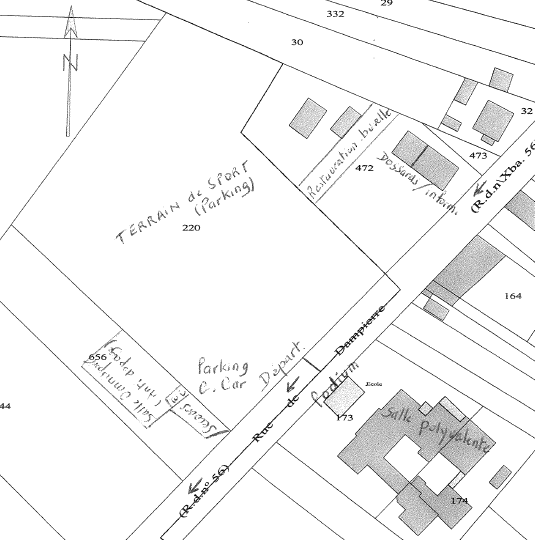 29
332
30
N
32
473
Restauration buvette
472
Dossards/inform.
(R.d.n\Xba. 56
TERRAIN de SPORT
(Parking)
220
164
Dampierre
656
Parking
C. Car
Départ.
Podium
Ecole
de
Rue
173
Salle polyvalente
44
(R.d.n° 56)
174